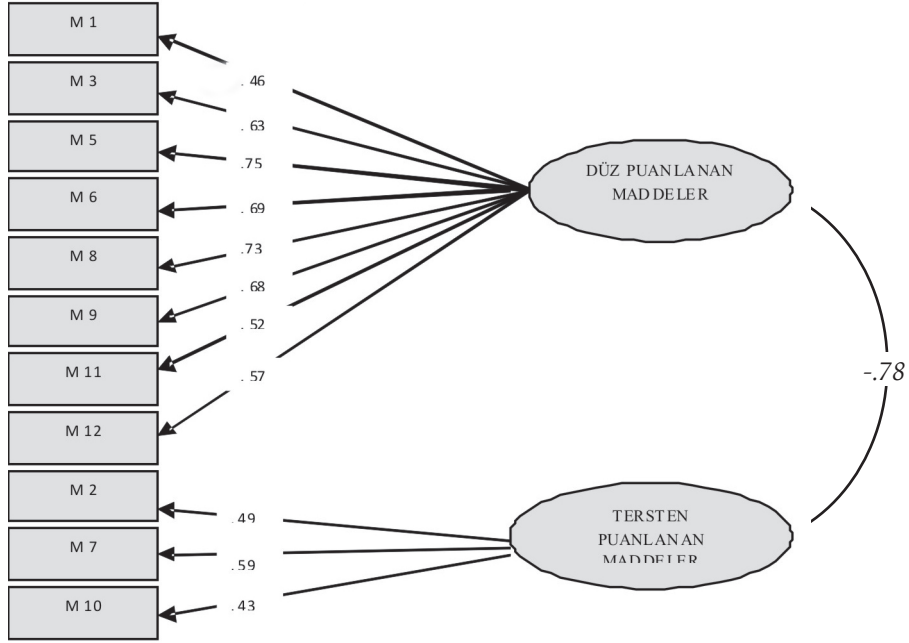 M 1
M 3
M 5
M 6
M 8
M 9
M 11
M 12
M 2
M 7
M 10
. 46
. 63
.75
. 69
.73
. 68
. 52
. 57
.49
.59
.43
DÜZ PUANLANAN
MADDELER
-.78
TERSTEN
PUANLANAN
MADDELER